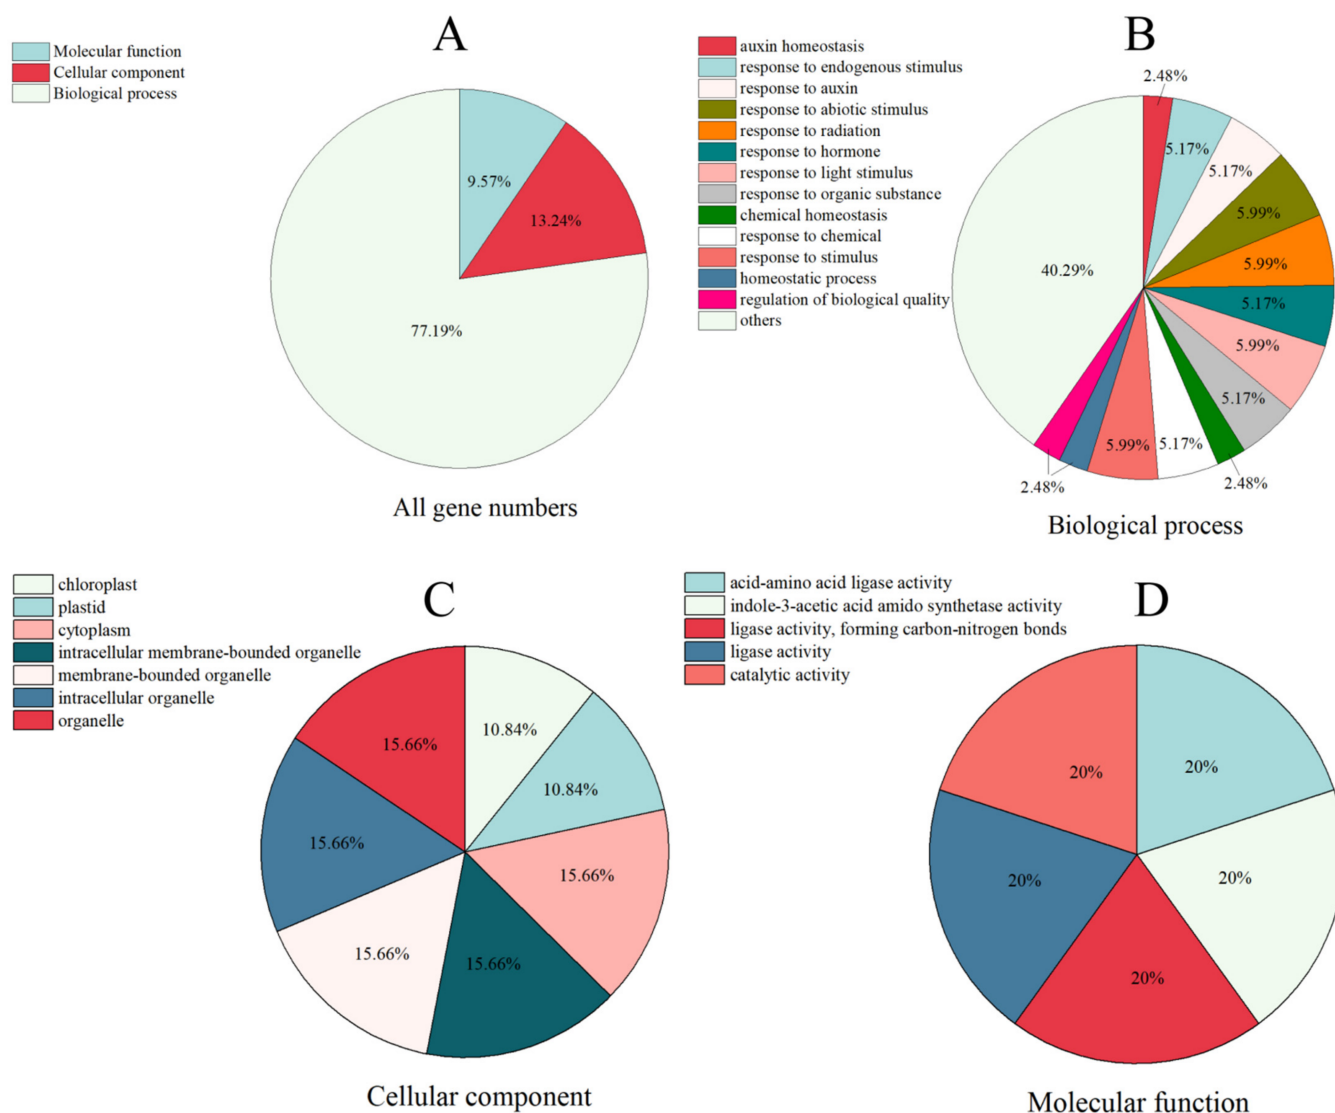 A
Molecular function
Cellular component
Biological process
9.57%
13.24%
77.19%
All gene numbers
B
auxin homeostasis
response to endogenous stimulus
response to auxin
response to abiotic stimulus
response to radiation
response to hormone
response to light stimulus
response to organic substance
chemical homeostasis
response to chemical
response to stimulus
homeostatic process
regulation of biological quality
others
2.48%
5.17%
5.17%
5.99%
5.99%
5.17%
5.99%
5.17%
2.48%
5.17%
5.99%
2.48%
40.29%
Biological process
C
chloroplast
plastid
cytoplasm
intracellular membrane-bounded organelle
membrane-bounded organelle
intracellular organelle
organelle
10.84%
10.84%
15.66%
15.66%
15.66%
15.66%
15.66%
Cellular component
D
acid-amino acid ligase activity
indole-3-acetic acid amido synthetase activity
ligase activity, forming carbon-nitrogen bonds
ligase activity
catalytic activity
20%
20%
20%
20%
20%
Molecular function